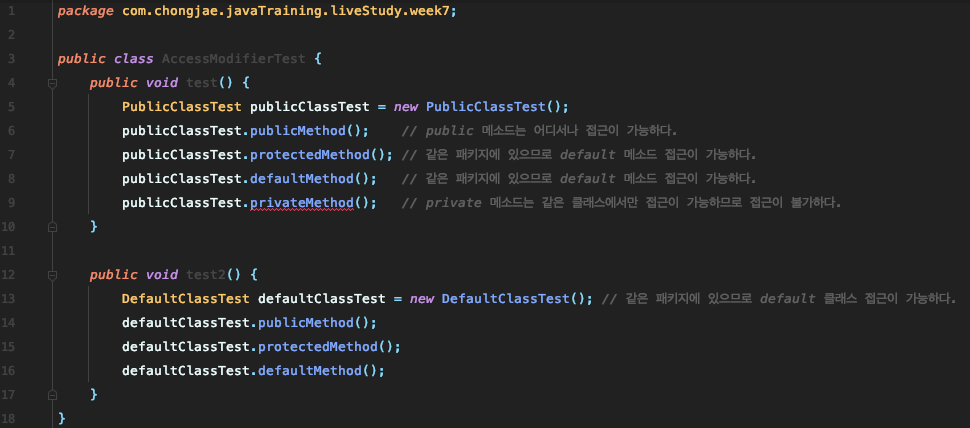 1 package com.chongjae.javaTraining.liveStudy.week7;
2
3 public class AccessModifierTest {
4 public void test() {
5 PublicClassTest publicClassTest = new PublicClassTest();
6 publicClassTest.publicMethod(); // public 메소드는 어디서나 접근이 가능하다.
7 publicClassTest.protectedMethod(); // 같은 패키지에 있으므로 default 메소드 접근이 가능하다.
8 publicClassTest.defaultMethod(); // 같은 패키지에 있으므로 default 메소드 접근이 가능하다.
9 publicClassTest.privateMethod(); // private 메소드는 같은 클래스에서만 접근이 가능하므로 접근이 불가하다.
10 }
11
12 public void test2() {
13 DefaultClassTest defaultClassTest = new DefaultClassTest(); // 같은 패키지에 있으므로 default 클래스 접근이 가능하다.
14 defaultClassTest.publicMethod();
15 defaultClassTest.protectedMethod();
16 defaultClassTest.defaultMethod();
17 }
18 }